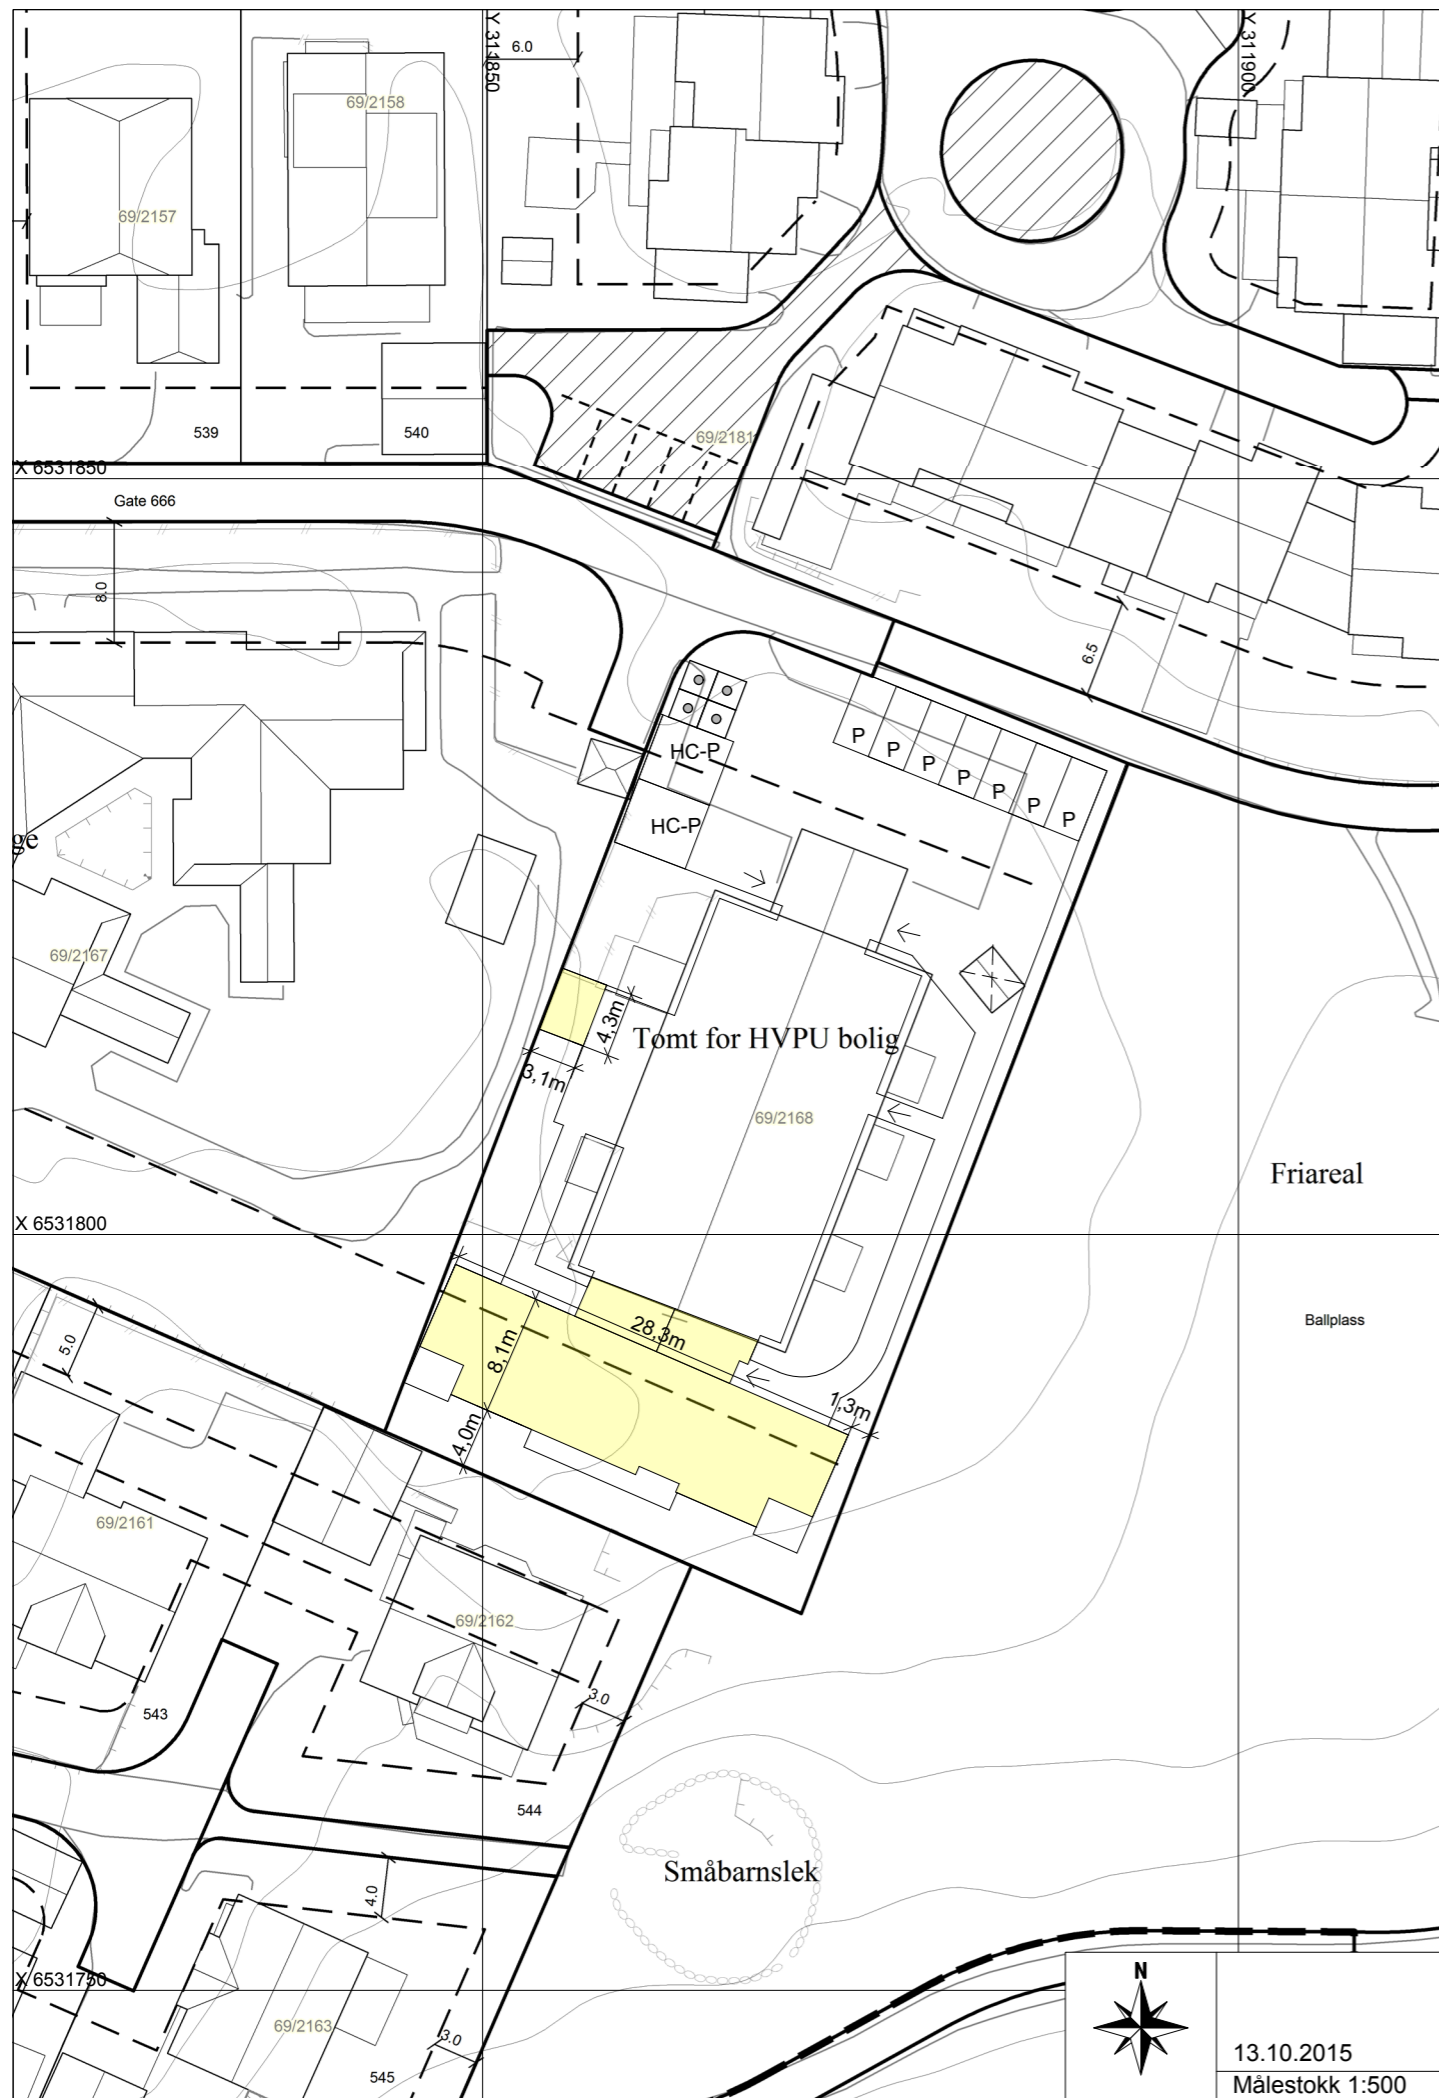 Y 311850
6.0
Y 311900
69/2158
69/2157
539
540
69/2181
X 6531850
Gate 666
8.0
6.5
HC-P
HC-P
P
P
P
P
P
P
P
ge
69/2167
4,3m
Tomt for HVPU bolig
3,1m
69/2168
Friareal
X 6531800
Ballplass
5.0
28,3m
8,1m
1,3m
4,0m
69/2161
69/2162
3.0
543
544
Småbarnslek
4.0
X 6531750
69/2163
3.0
545
N
13.10.2015
Målestokk 1:500